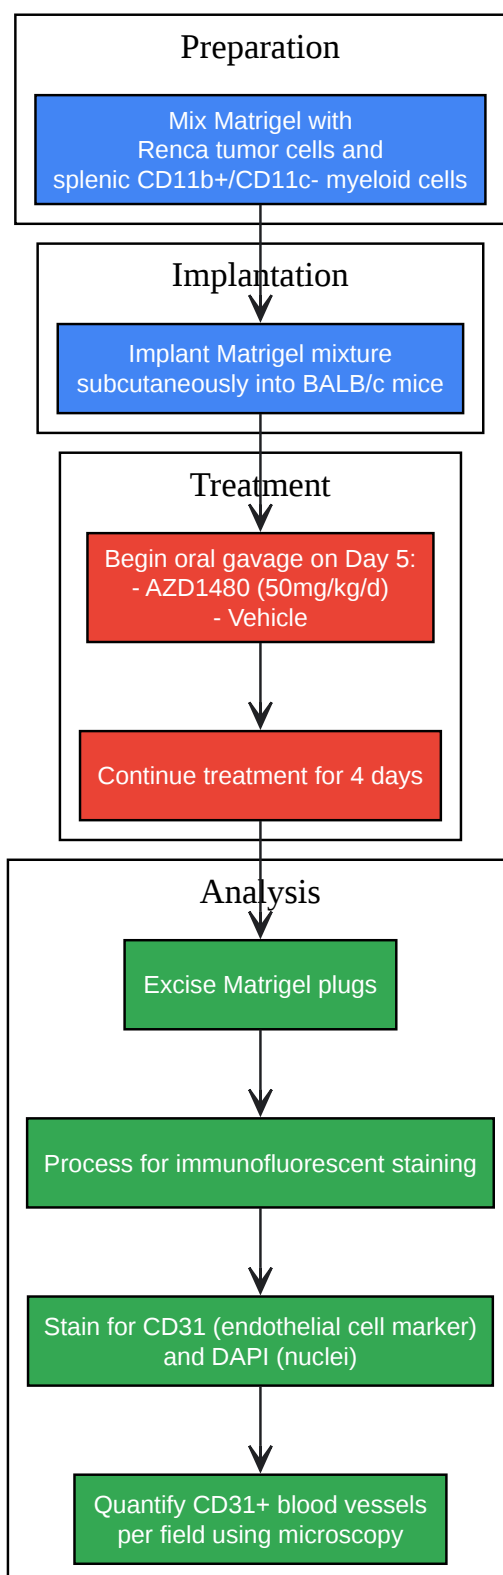 Preparation
Mix Matrigel with
Renca tumor cells and
splenic CD11b+/CD11c- myeloid cells
Implantation
Implant Matrigel mixture
subcutaneously into BALB/c mice
Treatment
Begin oral gavage on Day 5:
- AZD1480 (50mg/kg/d)
- Vehicle
Continue treatment for 4 days
Analysis
Excise Matrigel plugs
Process for immunofluorescent staining
Stain for CD31 (endothelial cell marker)
and DAPI (nuclei)
Quantify CD31+ blood vessels
per field using microscopy